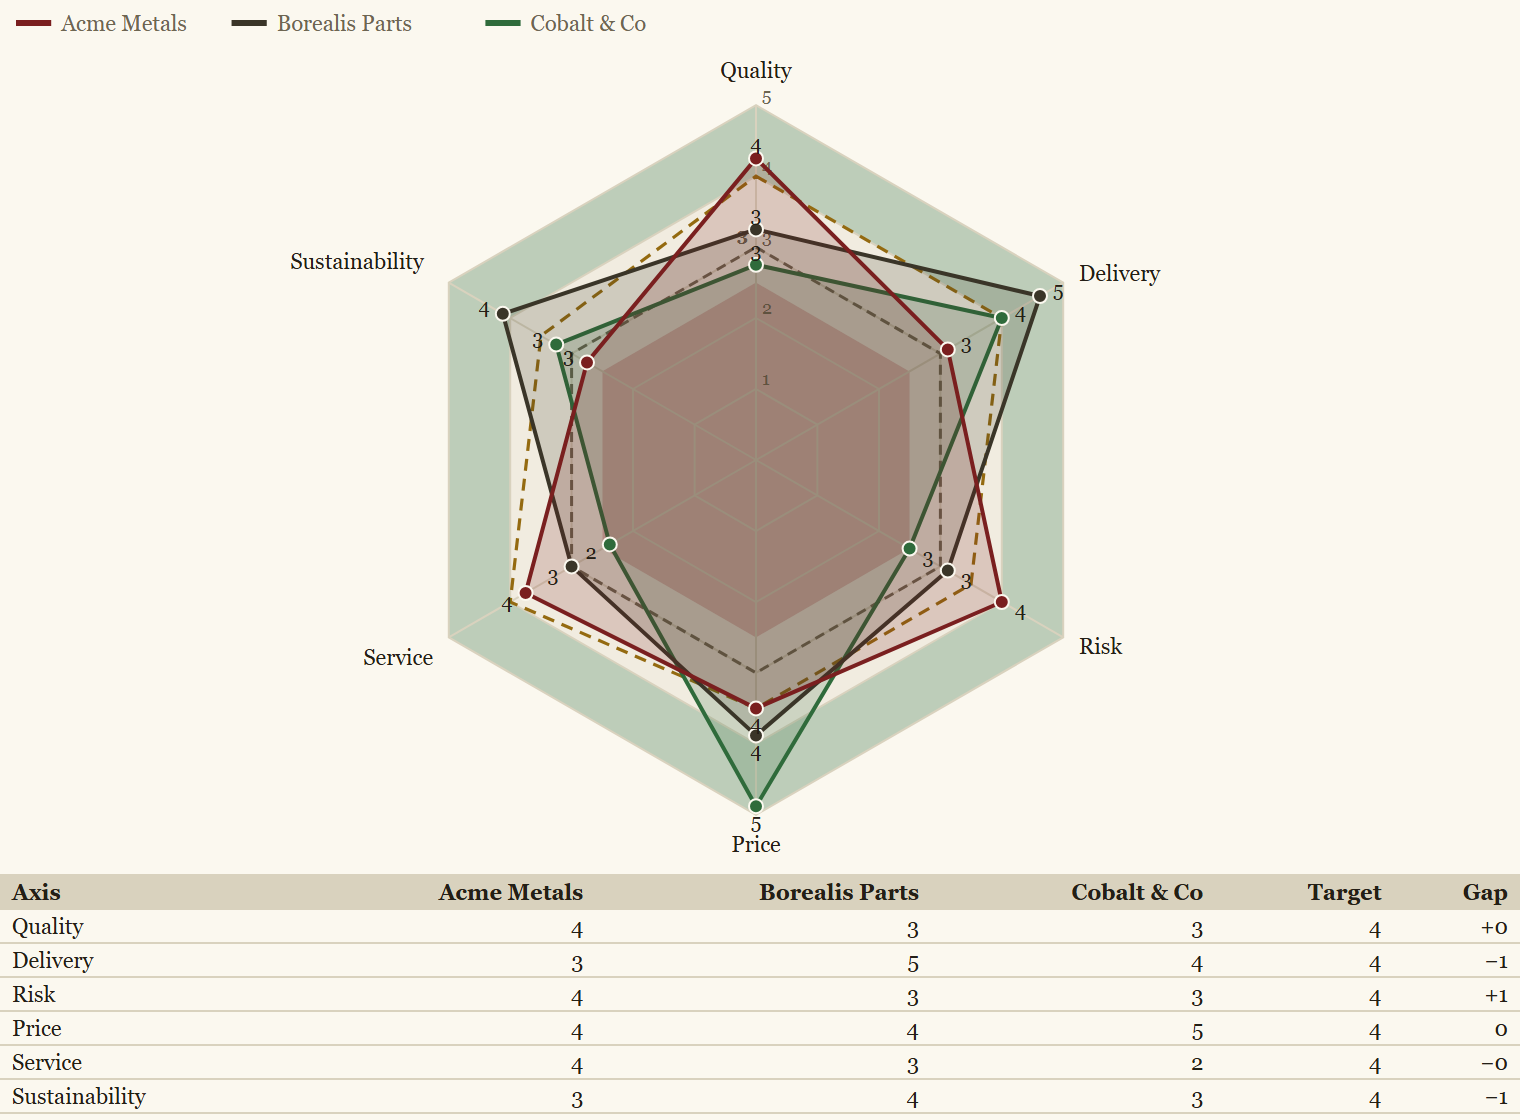 Acme Metals Borealis Parts Cobalt & Co
Quality
5
4
4
3
3 3
3
Sustainability
Delivery
4
5
4
2
3
3
3
1
2
3
3
3
4
4
Service
Risk
4
4
5
Price
Axis Acme Metals Borealis Parts Cobalt & Co Target Gap
Quality 4 3 3 4 +0
Delivery 3 5 4 4 −1
Risk 4 3 3 4 +1
Price 4 4 5 4 0
Service 4 3 2 4 −0
Sustainability 3 4 3 4 −1